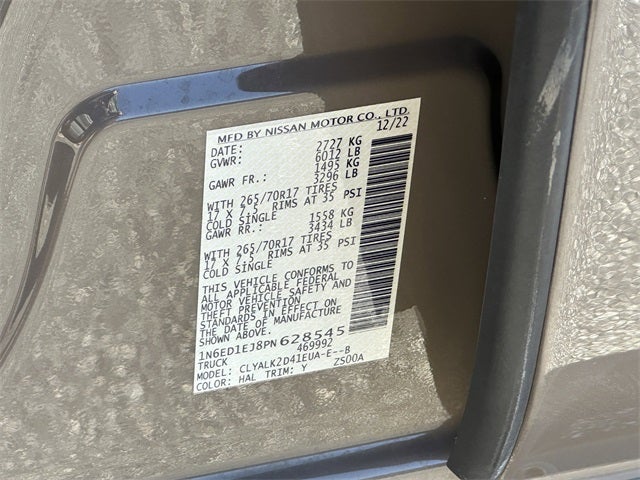 MFD BY NISSAN MOTOR CO., LTD.
DATE: 12/22
GVWR: 2727 KG
6012 LB
GAWR FR.: 1495 KG
3296 LB
WITH 265/70R17 TIRES
17 X 7.5 RIMS AT 35 PSI
COLD SINGLE
GAWR RR.: 1558 KG
3434 LB
WITH 265/70R17 TIRES
17 X 7.5 RIMS AT 35 PSI
COLD SINGLE
THIS VEHICLE CONFORMS TO
ALL APPLICABLE FEDERAL
MOTOR VEHICLE SAFETY AND
THEFT PREVENTION
STANDARDS IN EFFECT ON
THE DATE OF MANUFACTURE
SHOWN ABOVE.
1N6ED1EJ8PN628545
TRUCK 469992
MODEL: CLYALK2D41EUA-E--B
COLOR: HAL TRIM: Y ZS00A